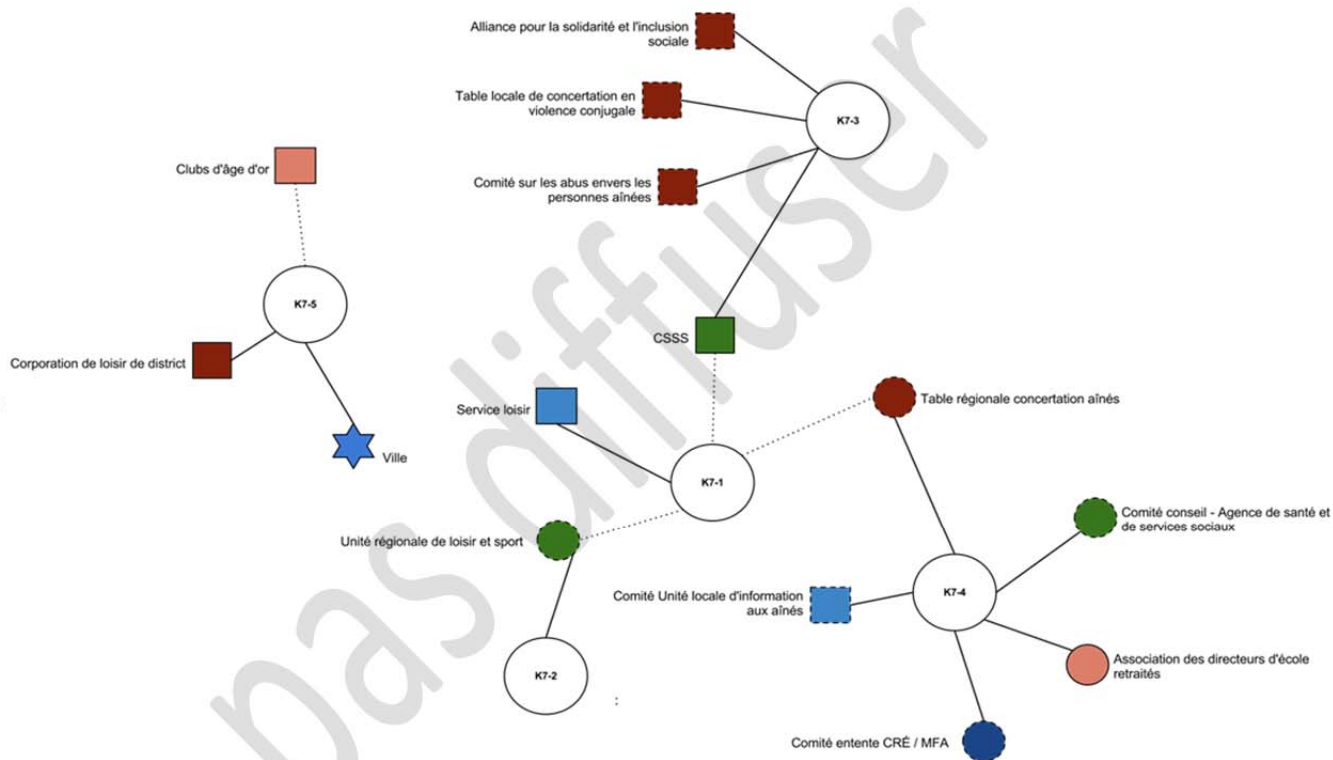 Alliance pour la solidarité et l'inclusion
sociale
Table locale de concertation en
violence conjugale
K7-3
Clubs d'âge d'or
Comité sur les abus envers les
personnes aînées
K7-5
CSSS
Corporation de loisir de district
Service loisir
Table régionale concertation aînés
Ville
K7-1
Unité régionale de loisir et sport
Comité conseil - Agence de santé et
de services sociaux
Comité Unité locale d'information
aux aînés
K7-4
K7-2
Association des directeurs d'école
retraités
:
Comité entente CRÉ / MFA
pas diffuser